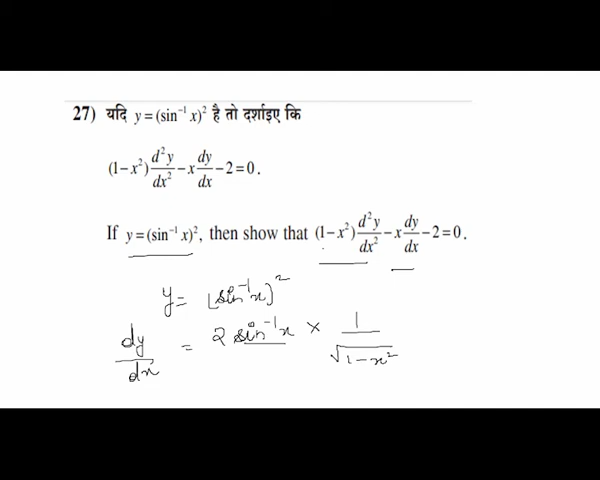 27) यदि y = (sin⁻¹ x)² है तो दर्शाइए कि
(1 – x²) d²y/dx² – x dy/dx – 2 = 0.
If y = (sin⁻¹ x)², then show that (1 – x²) d²y/dx² – x dy/dx – 2 = 0.
y = (sin⁻¹x)²
dy/dx = 2 sin⁻¹x × 1/√(1–x²)